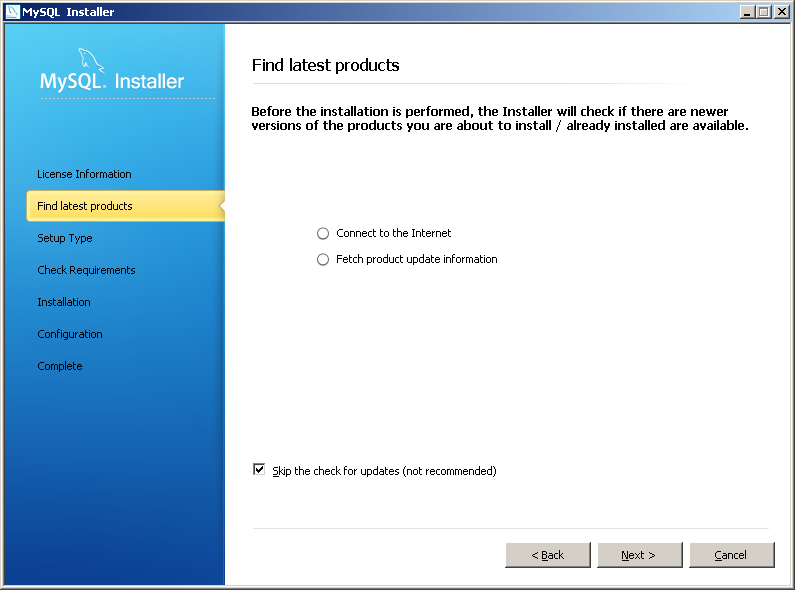 MySQL Installer
MySQL. Installer
License Information
Find latest products
Setup Type
Check Requirements
Installation
Configuration
Complete
Find latest products
Before the installation is performed, the Installer will check if there are newer
versions of the products you are about to install / already installed are available.
Connect to the Internet
Fetch product update information
Skip the check for updates (not recommended)
< Back
Next >
Cancel